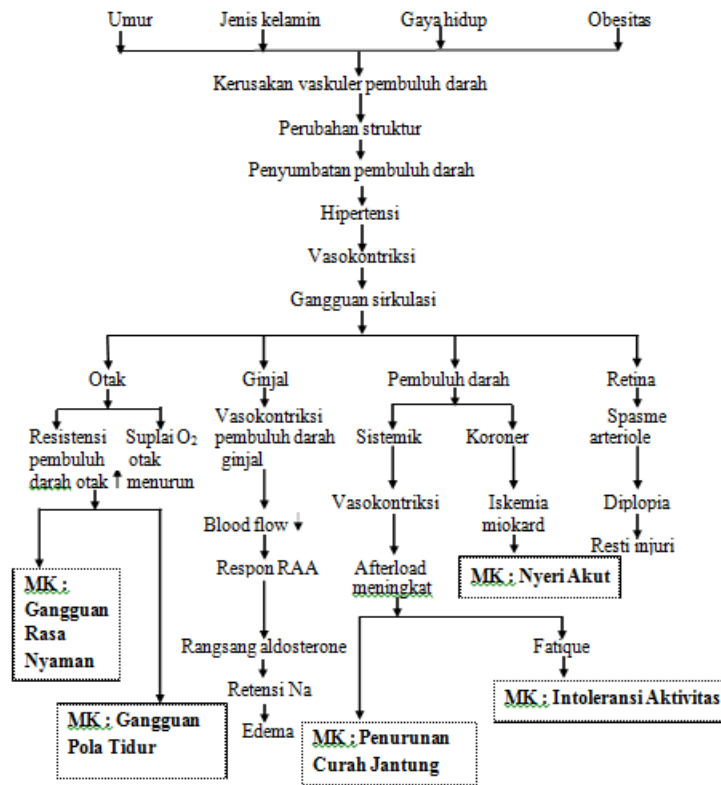 Umur
Jenis kelamin
Gaya hidup
Obesitas
Kerusakan vaskuler pembuluh darah
Perubahan struktur
Penyumbatan pembuluh darah
Hipertensi
Vasokontriksi
Gangguan sirkulasi
Otak
Ginjal
Pembuluh darah
Retina
Resistensi
pembuluh
darah otak ↑
Suplai O₂
otak
menurun
Vasokontriksi
pembuluh darah
ginjal
Sistemik
Koroner
Spasme
arteriole
Vasokontriksi
Iskemia
miokard
Diplopia
Blood flow ↓
Resti injuri
Respon RAA
Afterload
meningkat
MK : Nyeri Akut
MK :
Gangguan
Rasa
Nyaman
Rangsang aldosterone
Fatique
Retensi Na
MK : Intoleransi Aktivitas
Edema
MK : Gangguan
Pola Tidur
MK : Penurunan
Curah Jantung